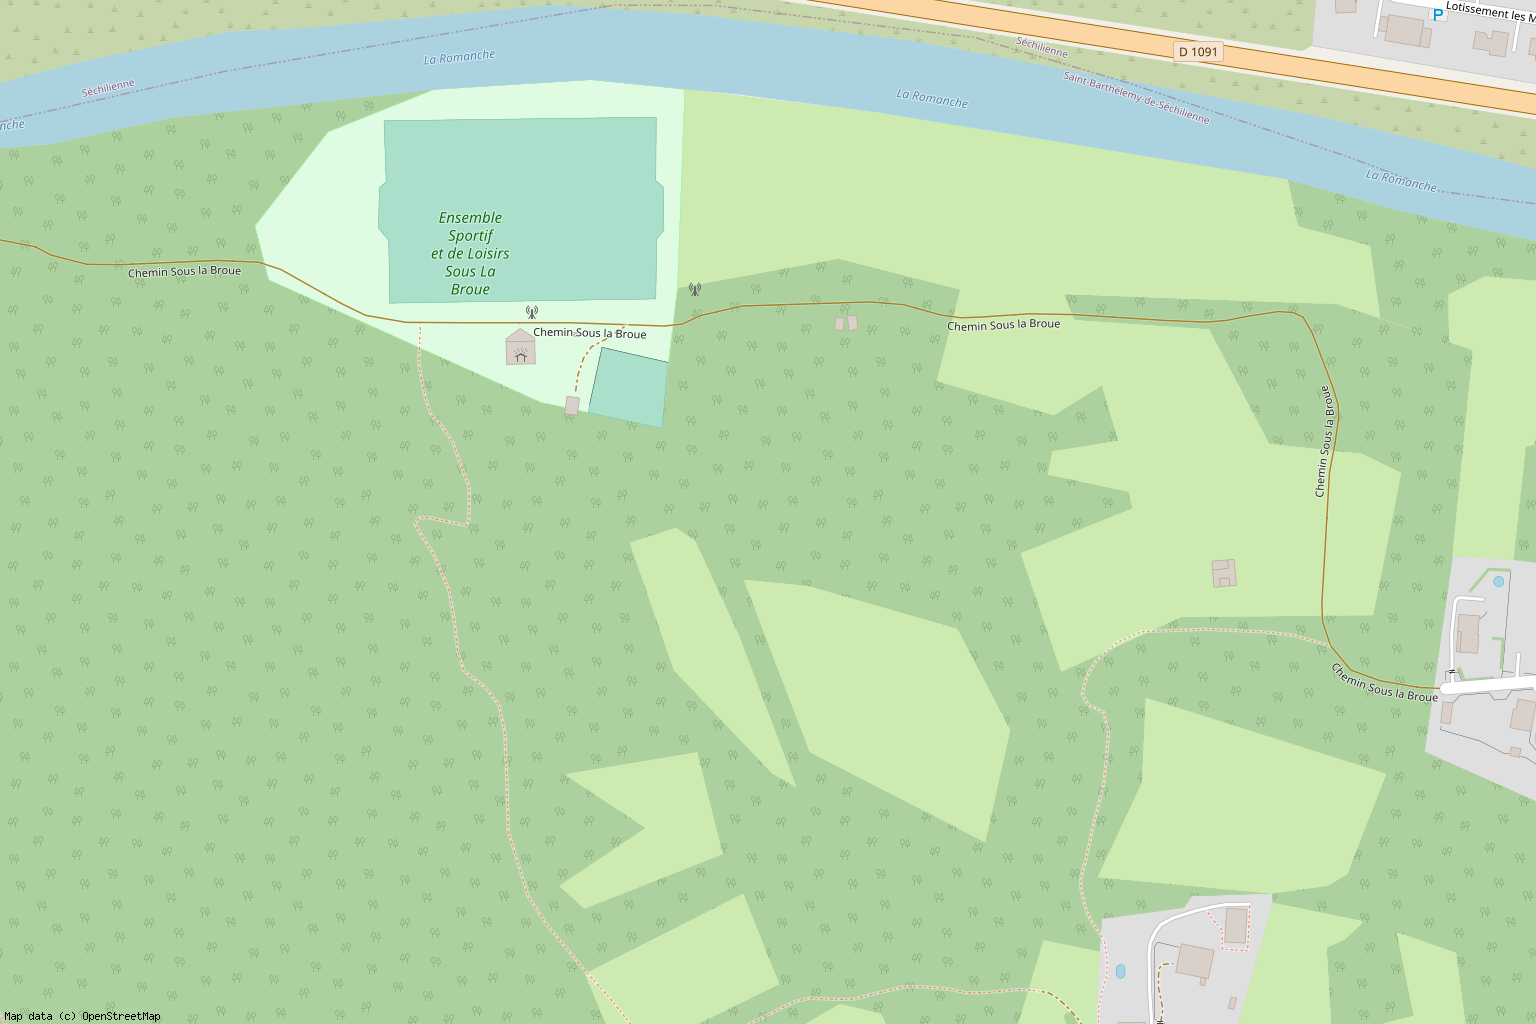 Lotissement les M
P
D 1091
Séchilienne
La Romanche
Saint-Barthélemy-de-Séchilienne
Séchilienne
La Romanche
nche
La Romanche
Ensemble
Sportif
et de Loisirs
Sous La
Broue
Chemin Sous la Broue
Chemin Sous la Broue
Chemin Sous la Broue
Chemin Sous la Broue
Chemin Sous la Broue
Map data (c) OpenStreetMap